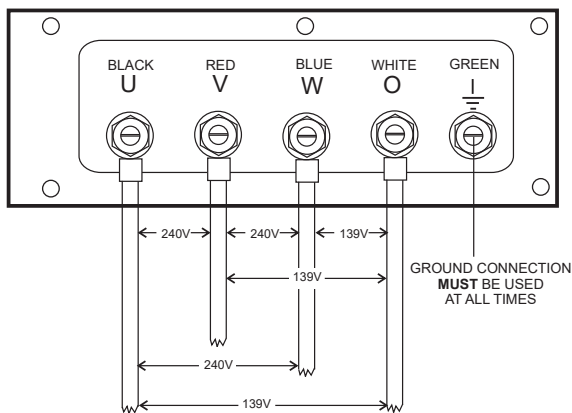 BLACK
U
RED
V
BLUE
W
WHITE
O
GREEN
240V
240V
139V
139V
GROUND CONNECTION
MUST BE USED
AT ALL TIMES
240V
139V